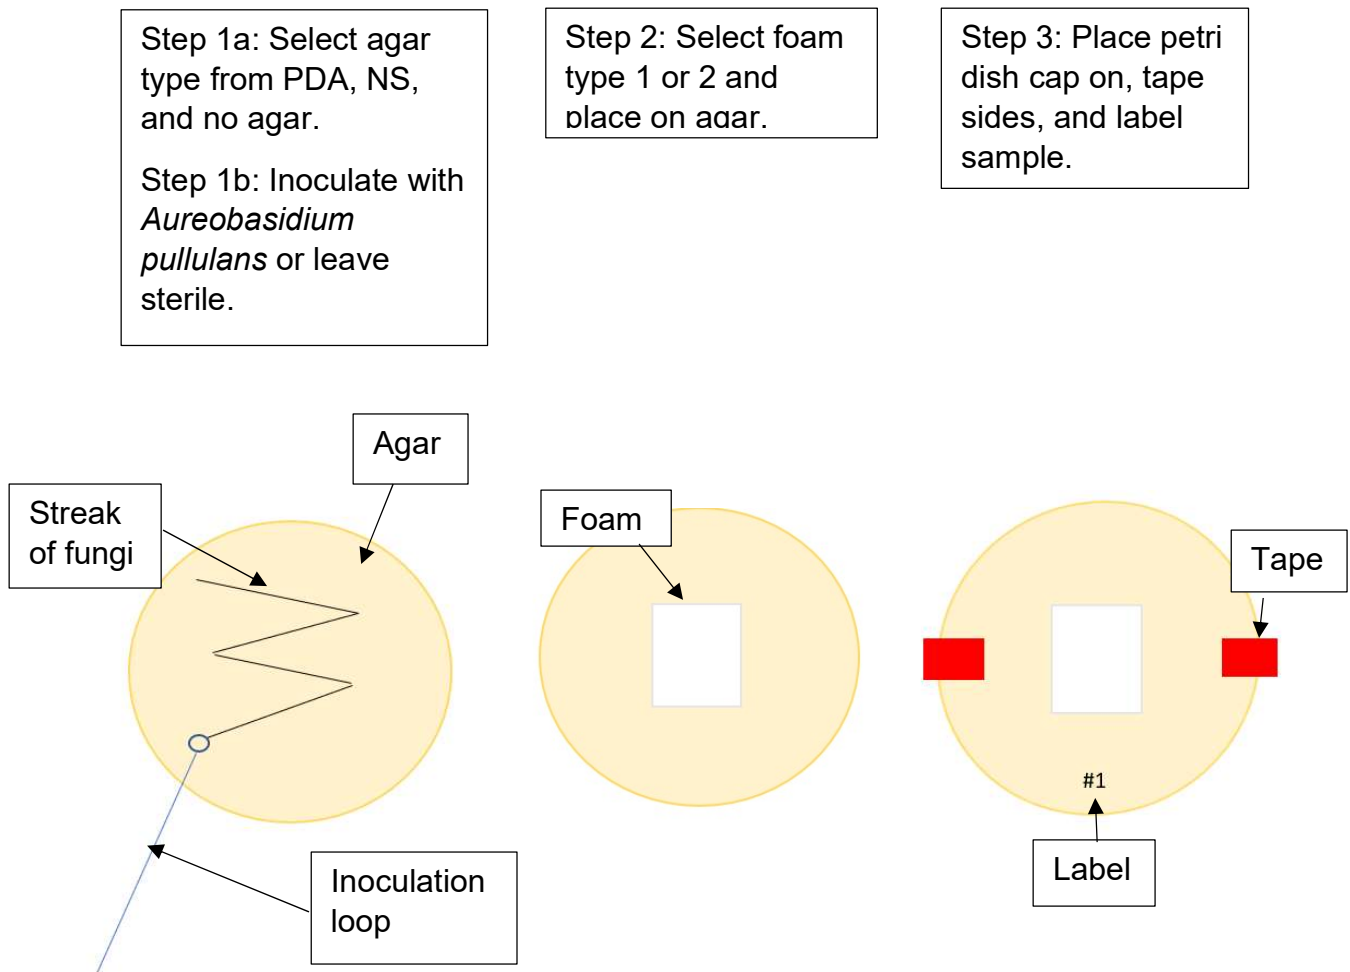 Step 1a: Select agar
type from PDA, NS,
and no agar.
Step 1b: Inoculate with
Aureobasidium
pullulans or leave
sterile.
Step 2: Select foam
type 1 or 2 and
place on agar.
Step 3: Place petri
dish cap on, tape
sides, and label
sample.
Agar
Streak
of fungi
Inoculation
loop
Foam
Tape
#1
Label